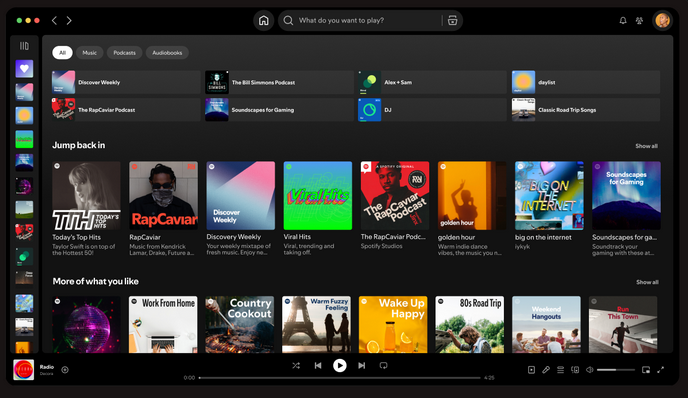 What do you want to play?
All
Music
Podcasts
Audiobooks
Discover Weekly
The Bill Simmons Podcast
Alex + Sam
daylist
The RapCaviar Podcast
Soundscapes for Gaming
DJ
Classic Road Trip Songs
Jump back in
Show all
TTH TODAY'S TOP HITS
RapCaviar
Discover Weekly
Viral Hits
A SPOTIFY ORIGINAL
The RapCaviar Podcast
golden hour
BIG ON THE INTERNET
Soundscapes for Gaming
Today's Top Hits
Taylor Swift is on top of
the Hottest 50!
RapCaviar
Music from Kendrick
Lamar, Drake, Future a...
Discovery Weekly
Your weekly mixtape of
fresh music. Enjoy new...
Viral Hits
Viral, trending and
taking off.
The RapCaviar Podc...
Spotify Studios
golden hour
Warm indie dance
vibes, the music you n...
big on the internet
iykyk
Soundscapes for ga...
Soundtrack your
gaming with these at...
More of what you like
Show all
Work From Home
Country Cookout
Warm Fuzzy Feeling
Wake Up Happy
80s Road Trip
Weekend Hangouts
Run This Town
Radio
0:00
4:25